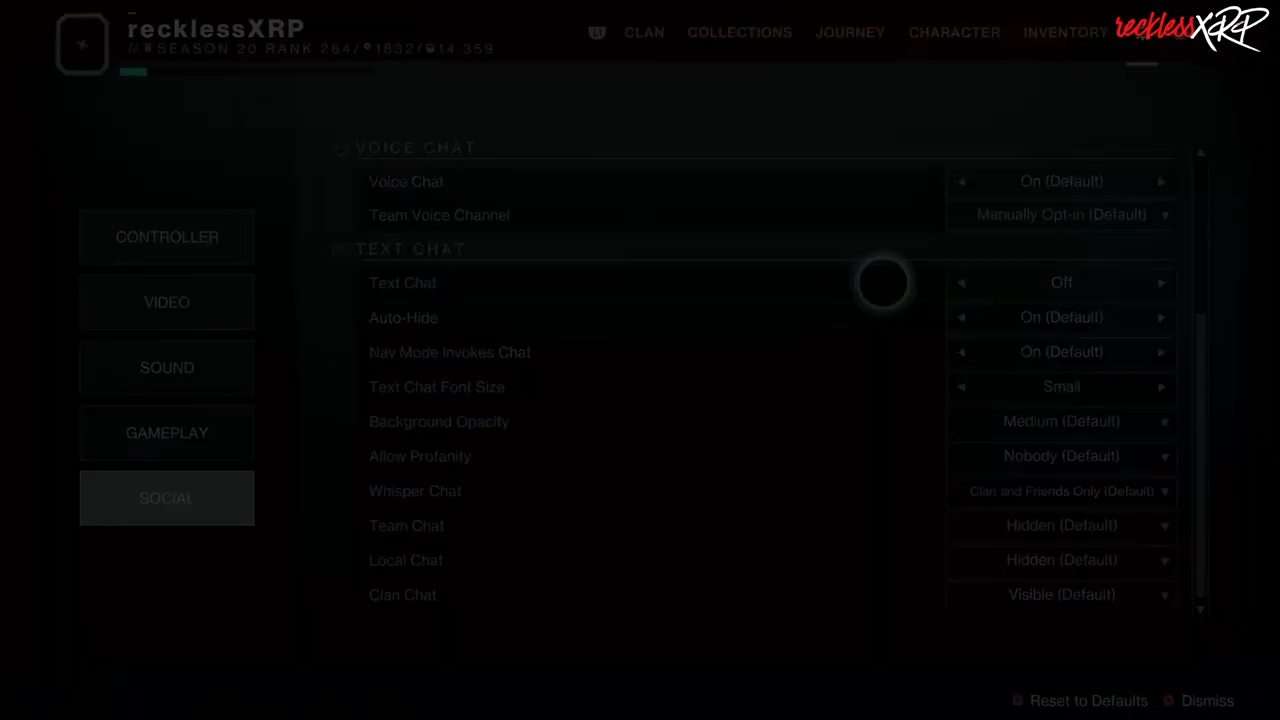 recklessXRP
// SEASON 20 RANK 284/ 1832/ 14,359
L1 CLAN COLLECTIONS JOURNEY CHARACTER INVENTORY
recklessXRP
VOICE CHAT
Voice Chat On (Default)
Team Voice Channel Manually Opt-in (Default)
TEXT CHAT
Text Chat Off
Auto-Hide On (Default)
Nav Mode Invokes Chat On (Default)
Text Chat Font Size Small
Background Opacity Medium (Default)
Allow Profanity Nobody (Default)
Whisper Chat Clan and Friends Only (Default)
Team Chat Hidden (Default)
Local Chat Hidden (Default)
Clan Chat Visible (Default)
CONTROLLER
VIDEO
SOUND
GAMEPLAY
SOCIAL
Reset to Defaults Dismiss